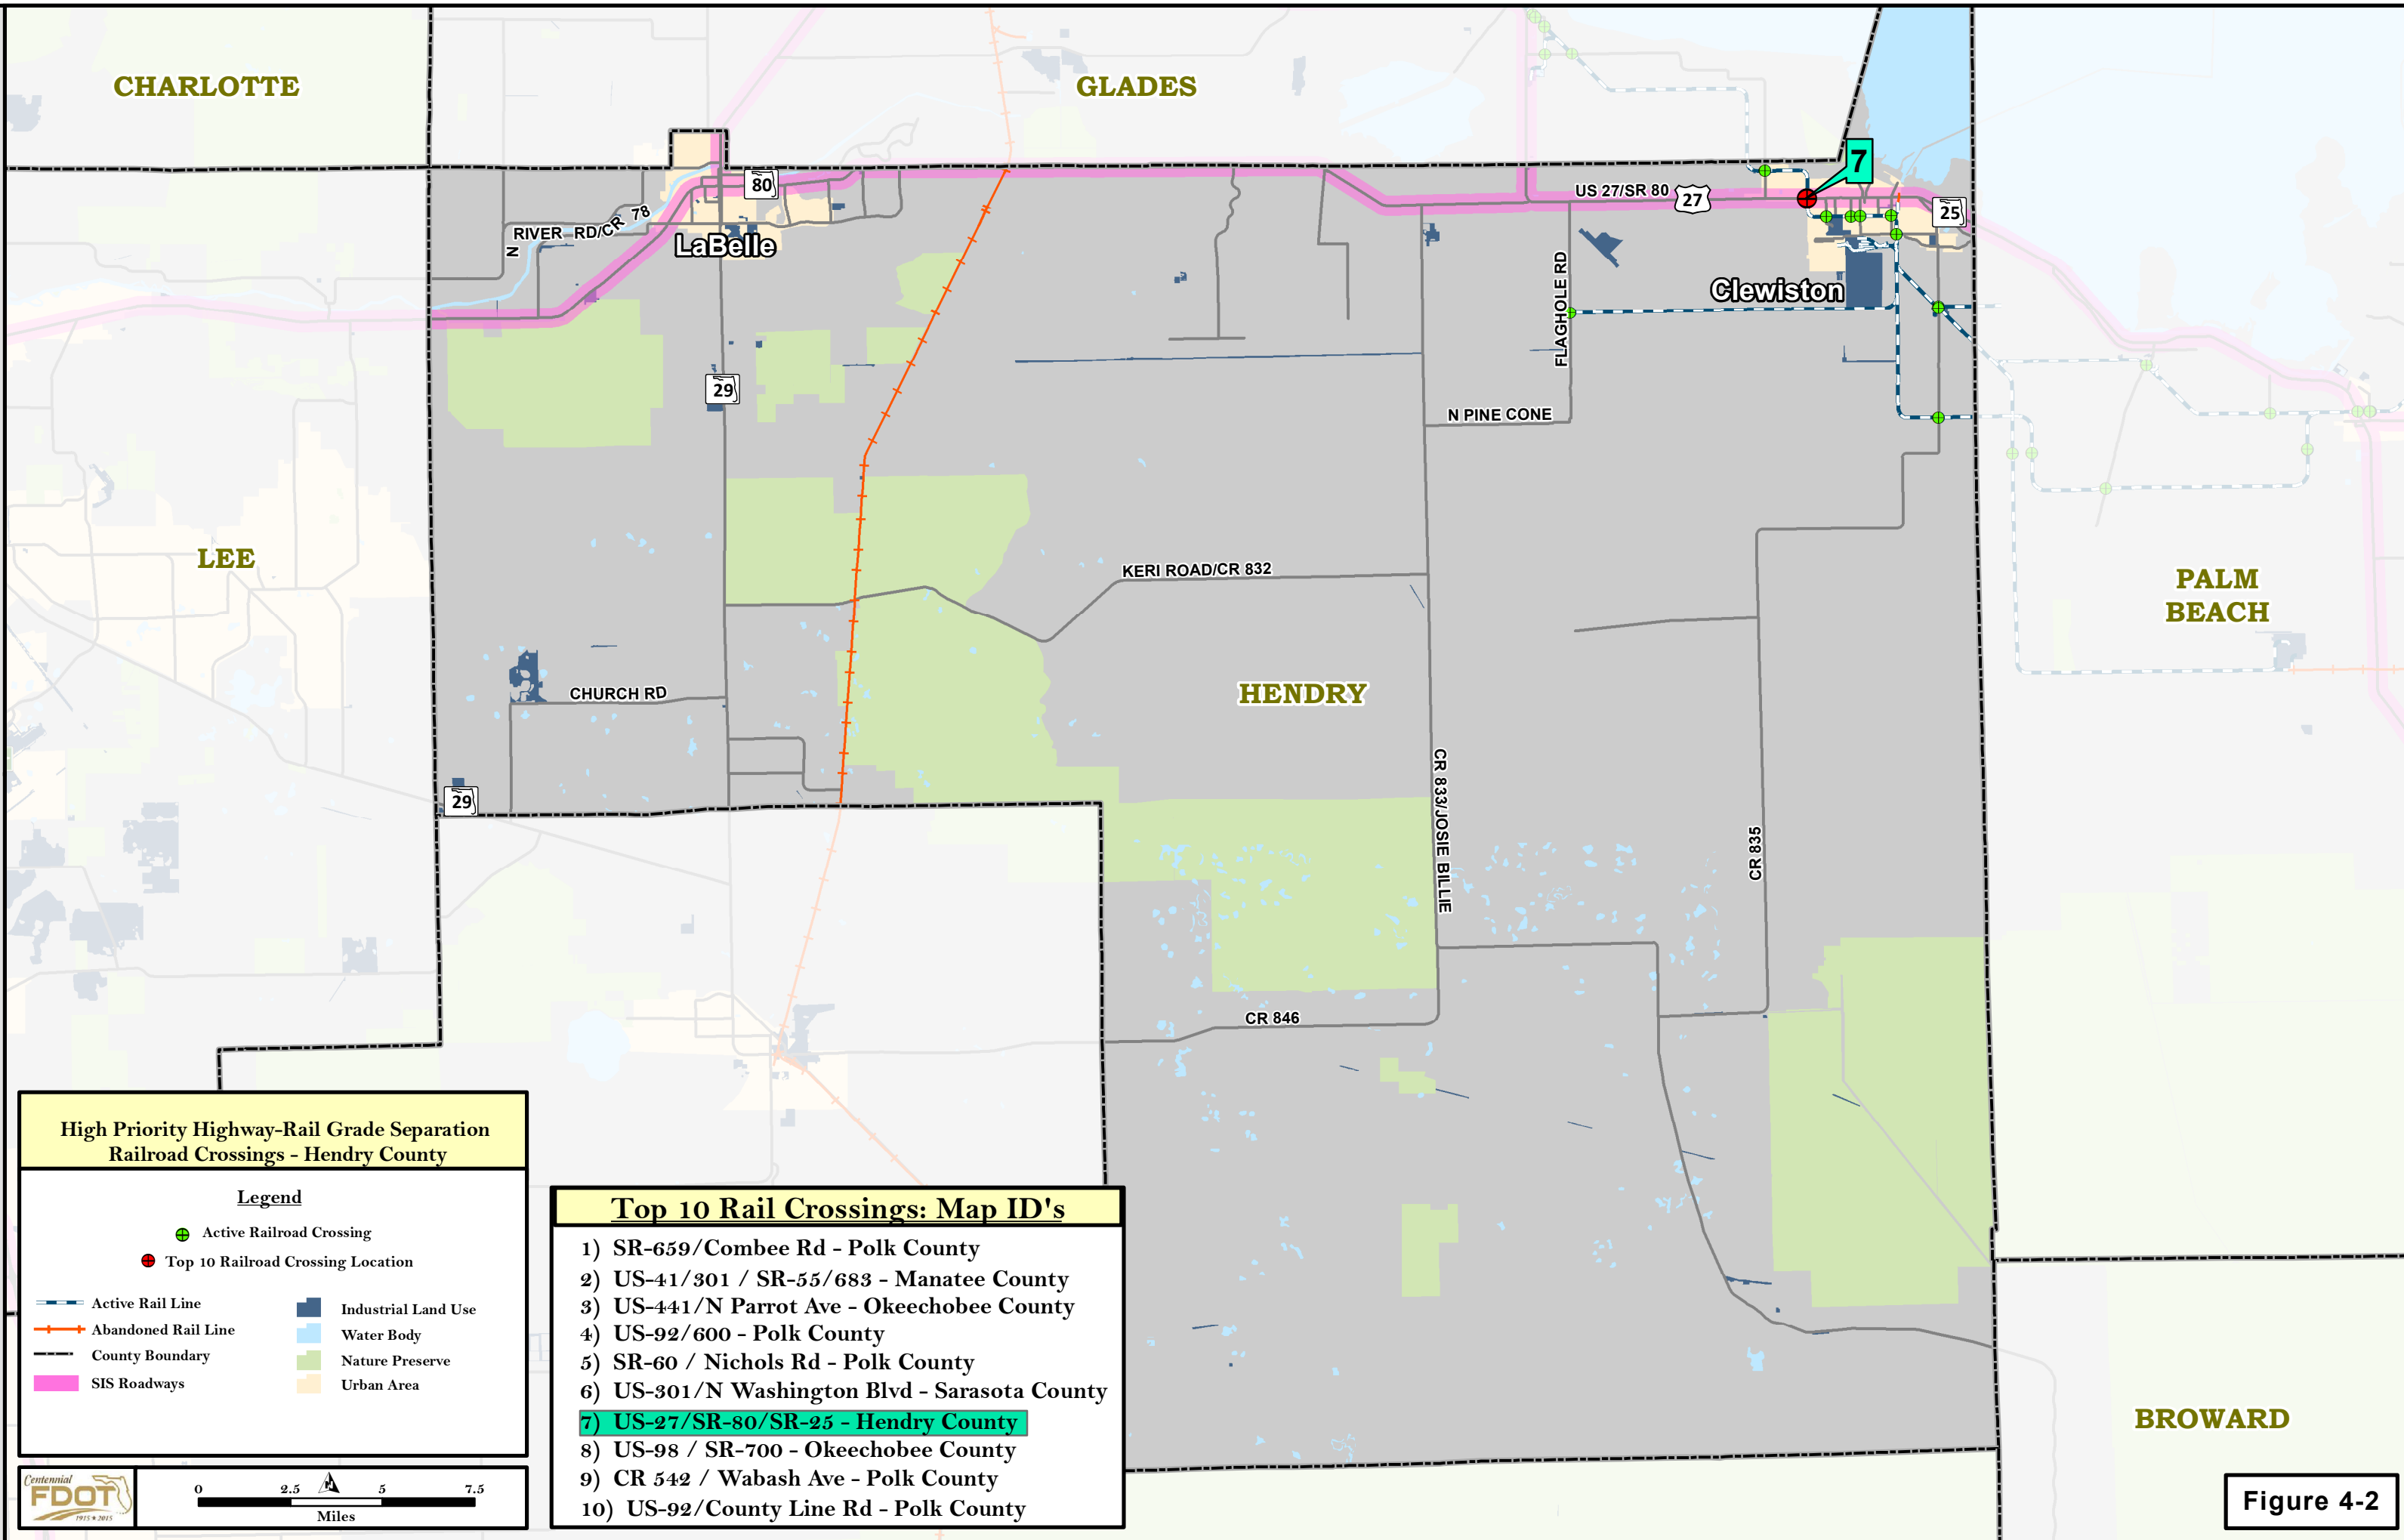 CHARLOTTE
GLADES
7
80
US 27/SR 80
27
25
N RIVER RD/CR 78
LaBelle
FLAGHOLE RD
Clewiston
29
N PINE CONE
LEE
KERI ROAD/CR 832
PALM
BEACH
CHURCH RD
HENDRY
29
CR 833/JOSIE BILLIE
CR 835
CR 846
BROWARD
High Priority Highway-Rail Grade Separation
Railroad Crossings - Hendry County
Legend
Active Railroad Crossing
Top 10 Railroad Crossing Location
Active Rail Line
Abandoned Rail Line
County Boundary
SIS Roadways
Industrial Land Use
Water Body
Nature Preserve
Urban Area
Centennial
FDOT
1915 ★ 2015
N
0 2.5 5 7.5
Miles
Top 10 Rail Crossings: Map ID's
1) SR-659/Combee Rd - Polk County
2) US-41/301 / SR-55/683 - Manatee County
3) US-441/N Parrot Ave - Okeechobee County
4) US-92/600 - Polk County
5) SR-60 / Nichols Rd - Polk County
6) US-301/N Washington Blvd - Sarasota County
7) US-27/SR-80/SR-25 - Hendry County
8) US-98 / SR-700 - Okeechobee County
9) CR 542 / Wabash Ave - Polk County
10) US-92/County Line Rd - Polk County
Figure 4-2